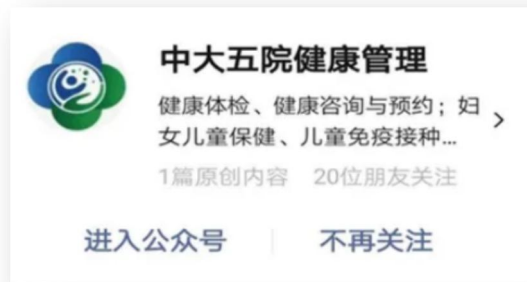 中大五院健康管理
健康体检、健康咨询与预约；妇
女儿童保健、儿童免疫接种...
1篇原创内容 20位朋友关注
进入公众号 不再关注